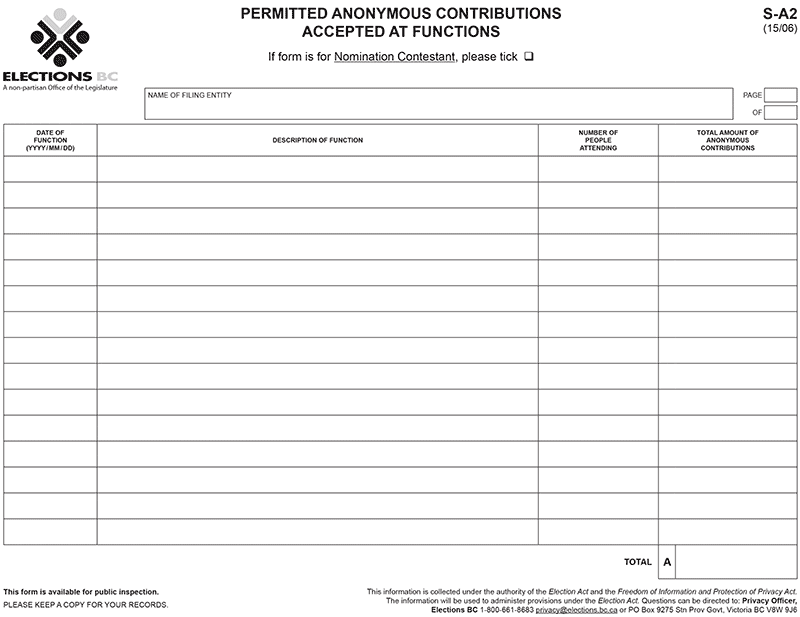 PERMITTED ANONYMOUS CONTRIBUTIONS
ACCEPTED AT FUNCTIONS
S-A2
(15/06)
If form is for Nomination Contestant, please tick ❑
ELECTIONS BC
A non-partisan Office of the Legislature
NAME OF FILING ENTITY
PAGE
OF
DATE OF
FUNCTION
(YYYY/MM/DD)
DESCRIPTION OF FUNCTION
NUMBER OF
PEOPLE
ATTENDING
TOTAL AMOUNT OF
ANONYMOUS
CONTRIBUTIONS
TOTAL A
This form is available for public inspection.
PLEASE KEEP A COPY FOR YOUR RECORDS.
This information is collected under the authority of the Election Act and the Freedom of Information and Protection of Privacy Act.
The information will be used to administer provisions under the Election Act. Questions can be directed to: Privacy Officer,
Elections BC 1-800-661-8683 privacy@elections.bc.ca or PO Box 9275 Stn Prov Govt, Victoria BC V8W 9J6